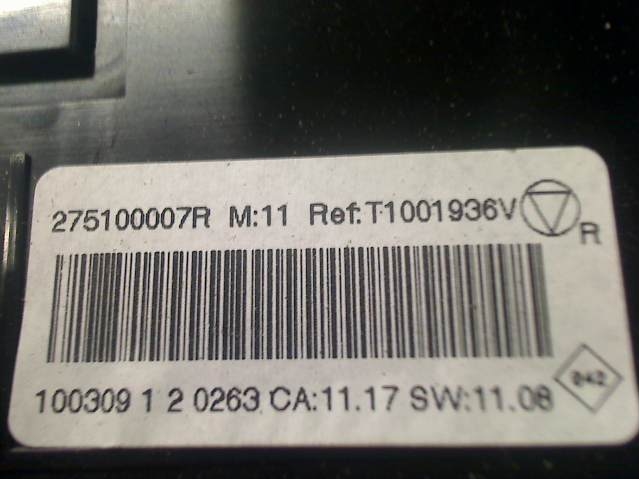 275100007R M:11 Ref:T1001936V
R
100309 1 2 0263 CA:11.17 SW:11.08
842